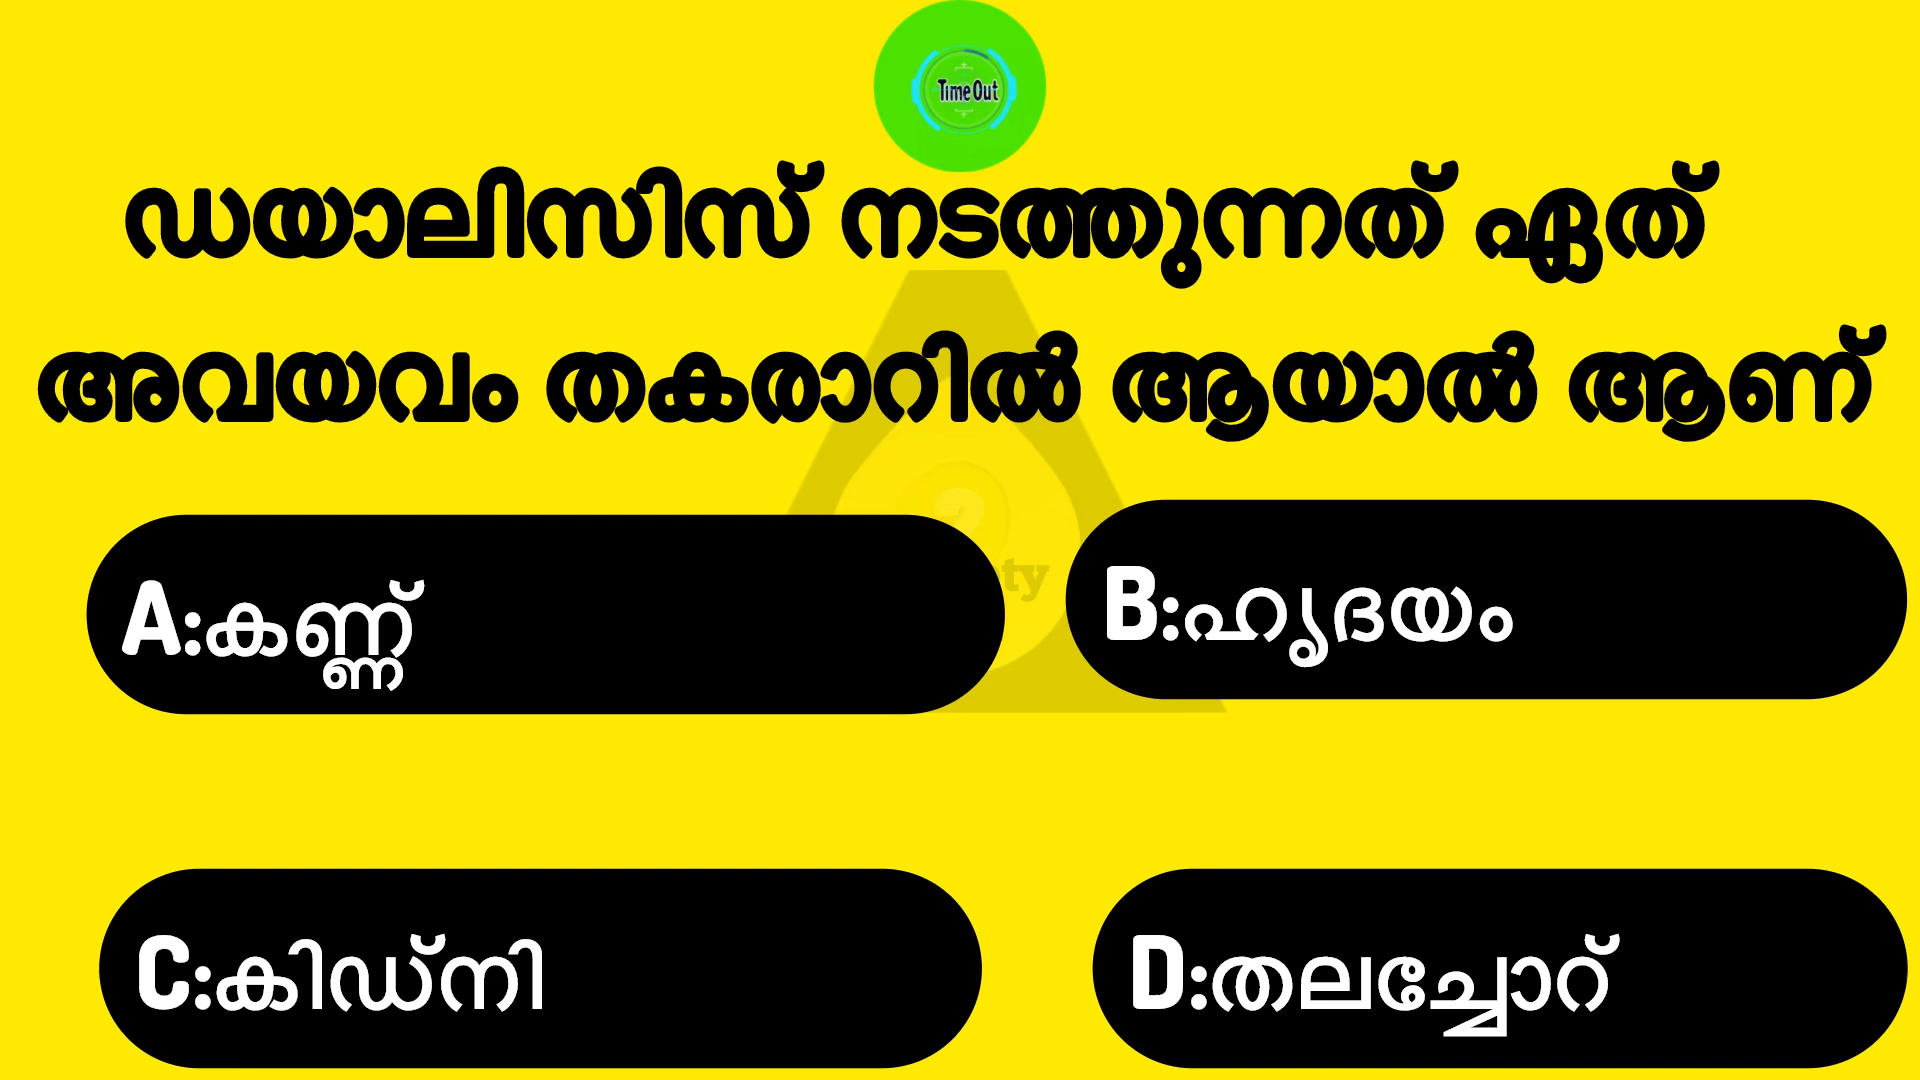 Time Out
ഡയാലിസിസ് നടത്തുന്നത് ഏത്
അവയവം തകരാറിൽ ആയാൽ ആണ്
A:കണ്ണ്
B:ഹൃദയം
C:കിഡ്നി
D:തലച്ചോറ്